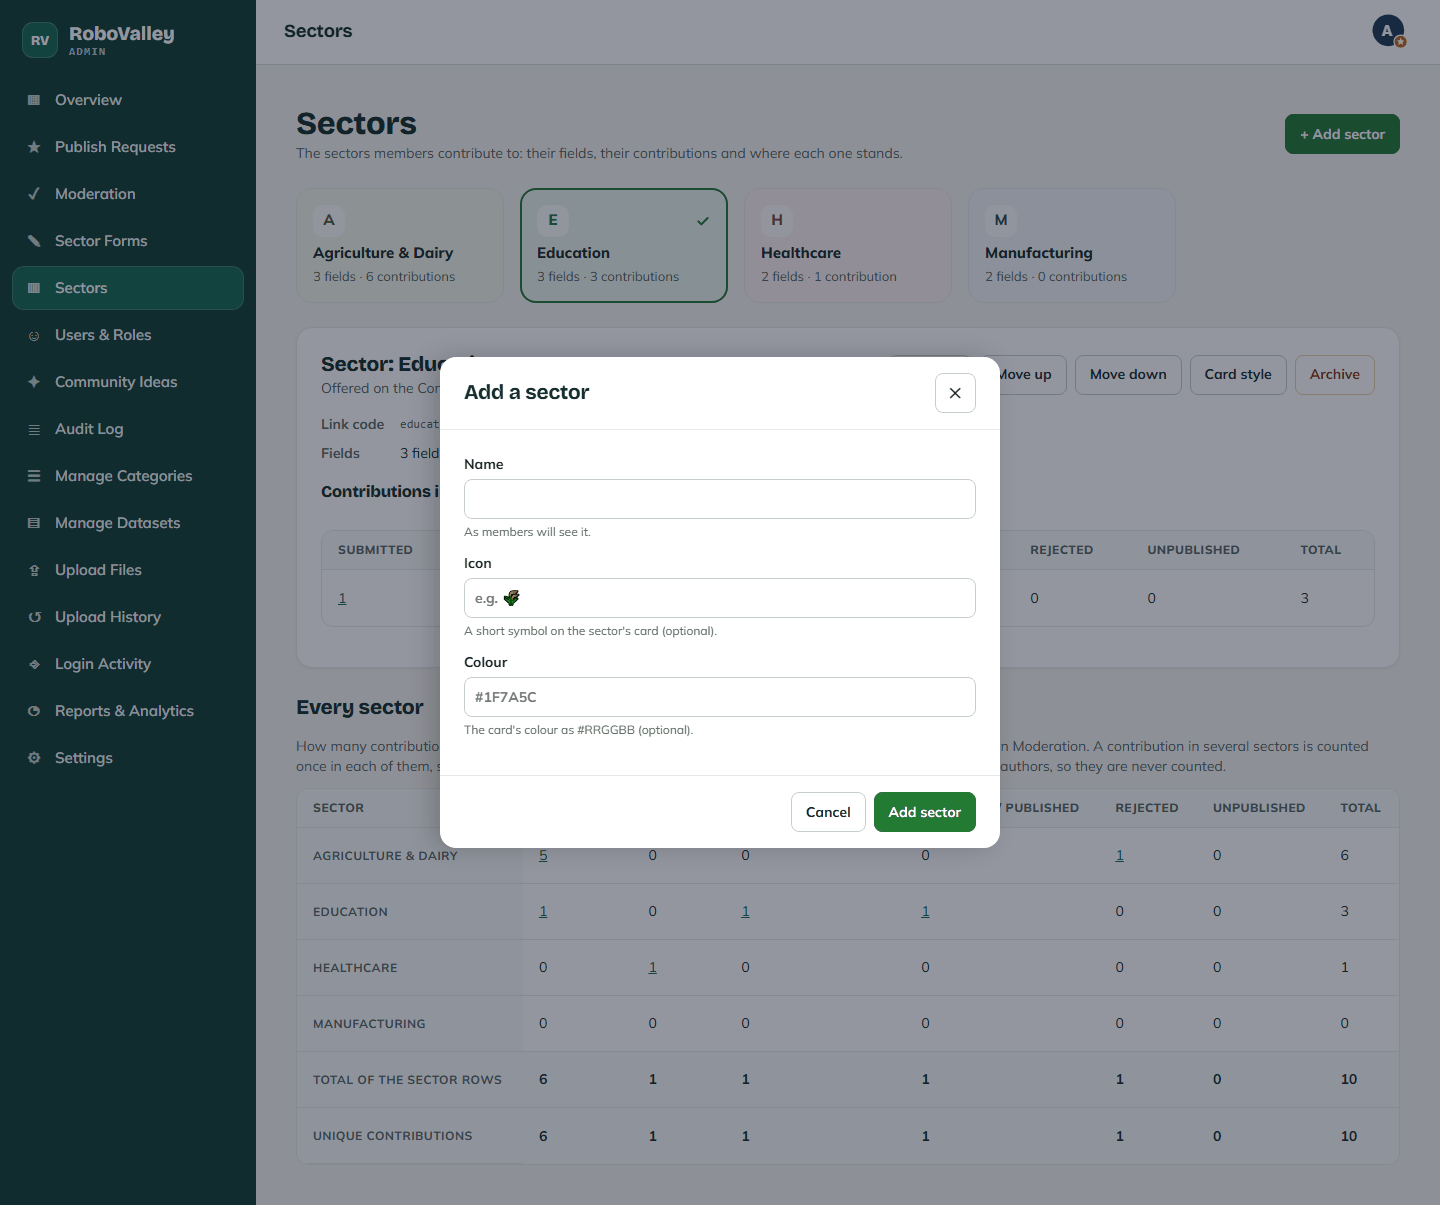 RV
RoboValley
ADMIN
Overview
Publish Requests
Moderation
Sector Forms
Sectors
Users & Roles
Community Ideas
Audit Log
Manage Categories
Manage Datasets
Upload Files
Upload History
Login Activity
Reports & Analytics
Settings
Sectors
A
Sectors
The sectors members contribute to: their fields, their contributions and where each one stands.
+ Add sector
A
Agriculture & Dairy
3 fields · 6 contributions
E
Education
3 fields · 3 contributions
H
Healthcare
2 fields · 1 contribution
M
Manufacturing
2 fields · 0 contributions
Sector:
Offered on the
Move up
Move down
Card style
Archive
Link code
Fields 3
Contributions
SUBMITTED REJECTED UNPUBLISHED TOTAL
1 0 0 3
Add a sector
Name
As members will see it.
Icon
e.g.
A short symbol on the sector's card (optional).
Colour
#1F7A5C
The card's colour as #RRGGBB (optional).
Cancel
Add sector
Every sector
How many Moderation. A contribution in several sectors is counted
once in each of them, authors, so they are never counted.
SECTOR PUBLISHED REJECTED UNPUBLISHED TOTAL
AGRICULTURE & DAIRY 5 0 0 0 1 0 6
EDUCATION 1 0 1 1 0 0 3
HEALTHCARE 0 1 0 0 0 0 1
MANUFACTURING 0 0 0 0 0 0 0
TOTAL OF THE SECTOR ROWS 6 1 1 1 1 0 10
UNIQUE CONTRIBUTIONS 6 1 1 1 1 0 10